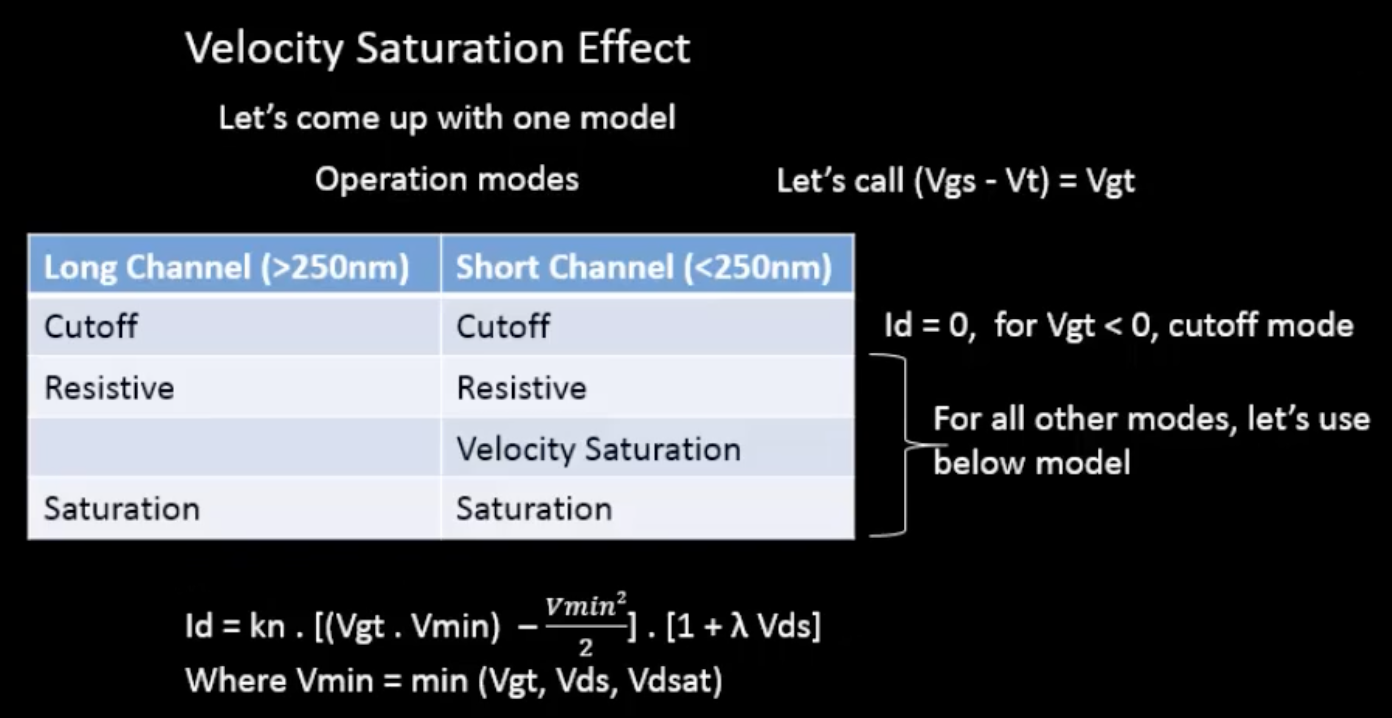 Velocity Saturation Effect
Let's come up with one model
Operation modes
Let's call (Vgs - Vt) = Vgt
Long Channel (>250nm) Short Channel (<250nm)
Cutoff Cutoff
Id = 0, for Vgt < 0, cutoff mode
Resistive Resistive
Velocity Saturation
Saturation Saturation
For all other modes, let's use
below model
Id = kn . [(Vgt . Vmin) − Vmin²/2] . [1 + λ Vds]
Where Vmin = min (Vgt, Vds, Vdsat)